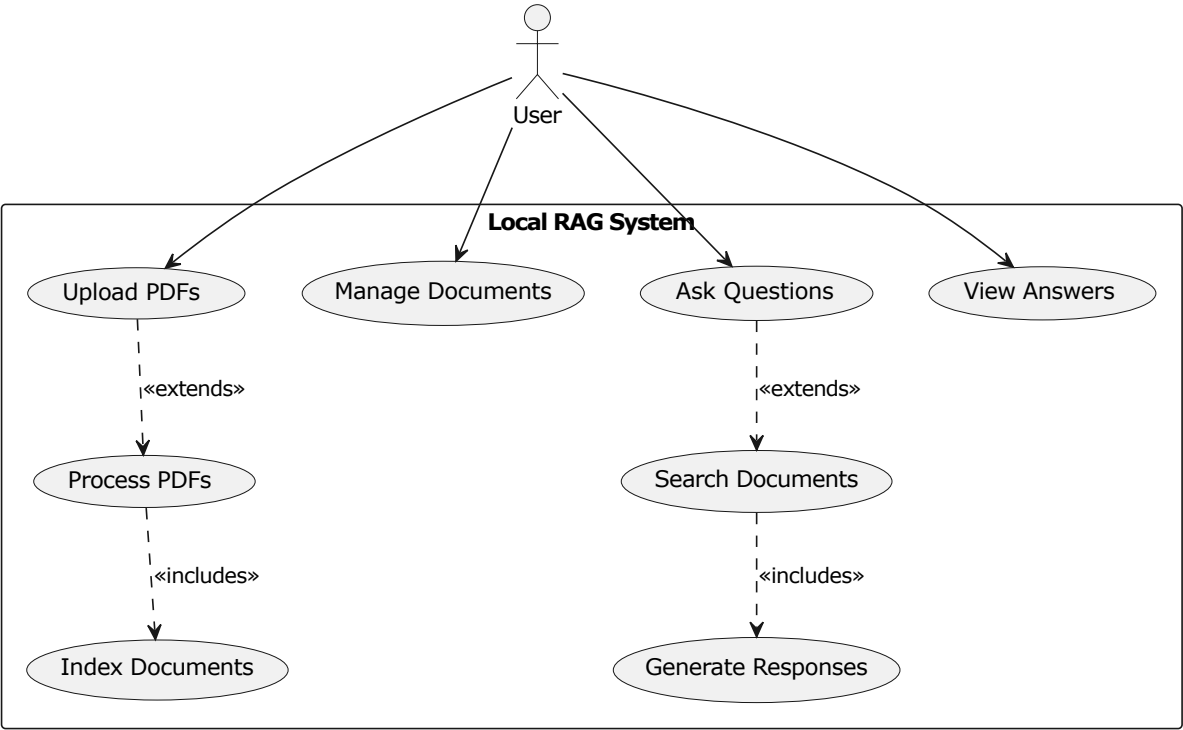 User
Local RAG System
Upload PDFs
Manage Documents
Ask Questions
View Answers
«extends»
«extends»
Process PDFs
Search Documents
«includes»
«includes»
Index Documents
Generate Responses